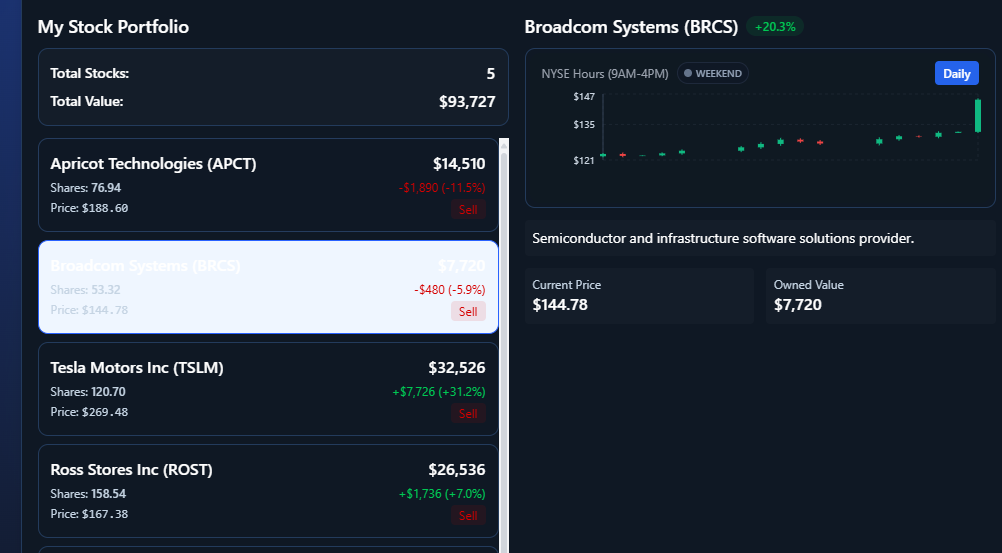 My Stock Portfolio
Total Stocks: 5
Total Value: $93,727
Apricot Technologies (APCT) $14,510
Shares: 76.94 -$1,890 (-11.5%)
Price: $188.60 Sell
Broadcom Systems (BRCS) $7,720
Shares: 53.32 -$480 (-5.9%)
Price: $144.78 Sell
Tesla Motors Inc (TSLM) $32,526
Shares: 120.70 +$7,726 (+31.2%)
Price: $269.48 Sell
Ross Stores Inc (ROST) $26,536
Shares: 158.54 +$1,736 (+7.0%)
Price: $167.38 Sell
Broadcom Systems (BRCS) +20.3%
NYSE Hours (9AM-4PM) WEEKEND Daily
$147
$135
$121
Semiconductor and infrastructure software solutions provider.
Current Price Owned Value
$144.78 $7,720